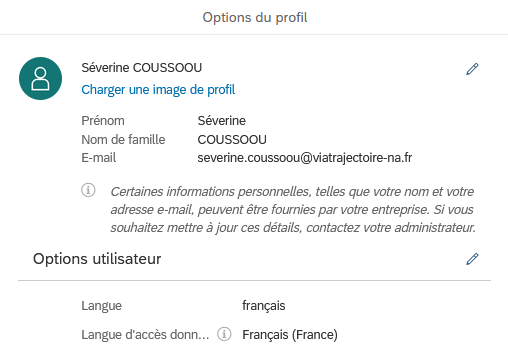 Options du profil
Séverine COUSSOOU
Charger une image de profil
Prénom Séverine
Nom de famille COUSSOOU
E-mail severine.coussoou@viatrajectoire-na.fr
Certaines informations personnelles, telles que votre nom et votre
adresse e-mail, peuvent être fournies par votre entreprise. Si vous
souhaitez mettre à jour ces détails, contactez votre administrateur.
Options utilisateur
Langue français
Langue d'accès donn... Français (France)